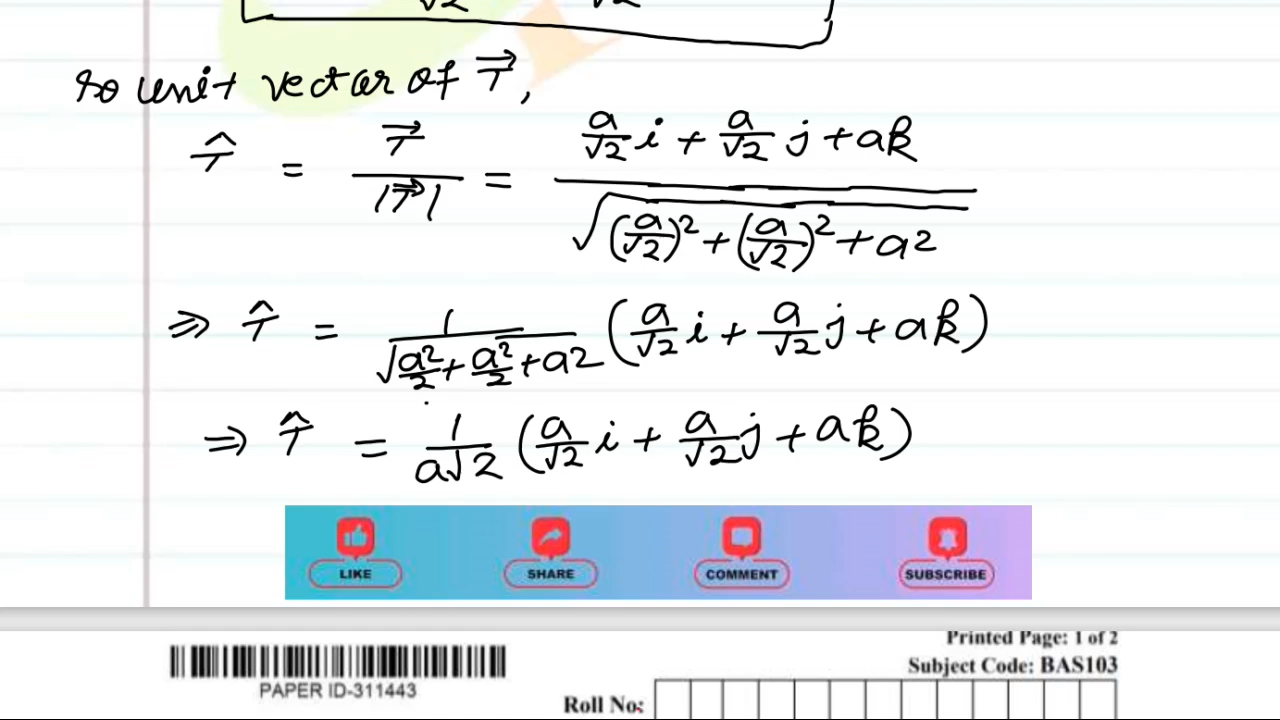 √2 √2
so unit vector of T⃗,
T̂ = T⃗ / |T⃗| = (a/√2 i + a/√2 j + ak) / √((a/√2)² + (a/√2)² + a²)
⇒ T̂ = 1/√(a²/2 + a²/2 + a²) (a/√2 i + a/√2 j + ak)
⇒ T̂ = 1/(a√2) (a/√2 i + a/√2 j + ak)
LIKE SHARE COMMENT SUBSCRIBE
Printed Page: 1 of 2
Subject Code: BAS103
PAPER ID-311443
Roll No: